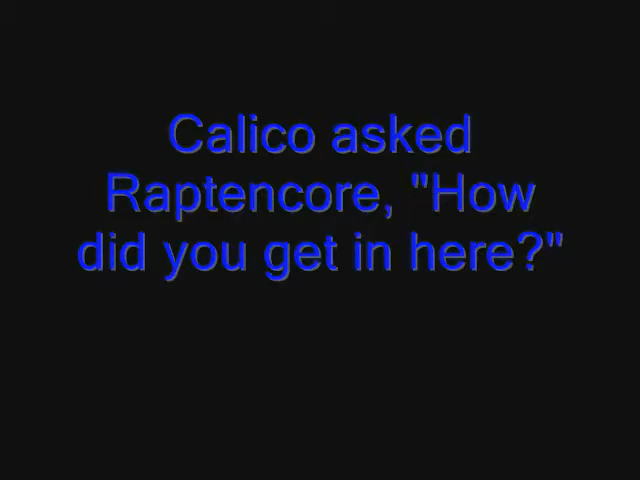 Calico asked
Raptencore, "How
did you get in here?"